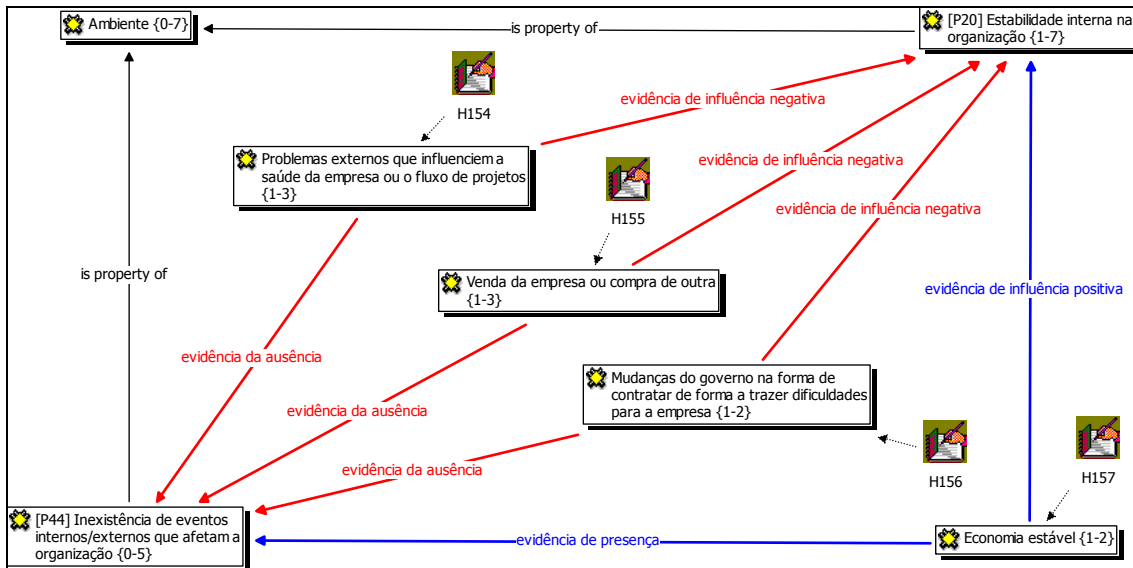 Ambiente {0-7}
is property of
[P20] Estabilidade interna na
organização {1-7}
H154
evidência de influência negativa
Problemas externos que influenciem a
saúde da empresa ou o fluxo de projetos
{1-3}
evidência de influência negativa
H155
evidência de influência negativa
is property of
Venda da empresa ou compra de outra
{1-3}
evidência de influência positiva
evidência da ausência
Mudanças do governo na forma de
contratar de forma a trazer dificuldades
para a empresa {1-2}
evidência da ausência
evidência da ausência
H156
H157
[P44] Inexistência de eventos
internos/externos que afetam a
organização {0-5}
evidência de presença
Economia estável {1-2}